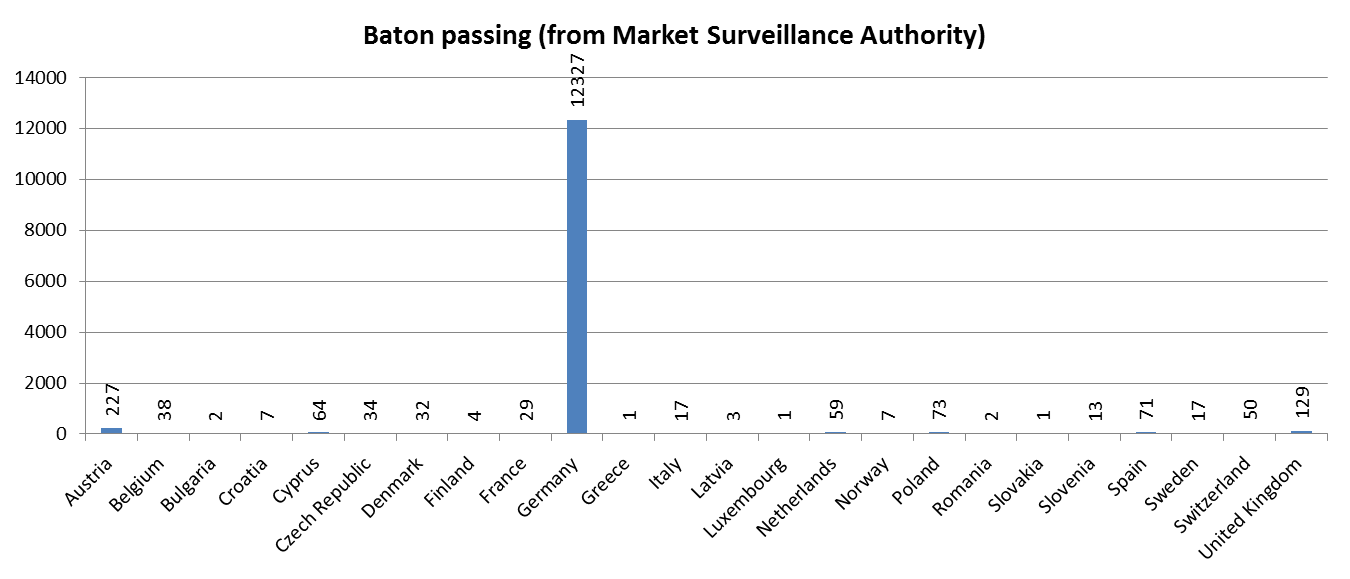 Baton passing (from Market Surveillance Authority)
14000
12000
10000
8000
6000
4000
2000
0
227
38
2
7
64
34
32
4
29
12327
1
17
3
1
59
7
73
2
1
13
71
17
50
129
Austria
Belgium
Bulgaria
Croatia
Cyprus
Czech Republic
Denmark
Finland
France
Germany
Greece
Italy
Latvia
Luxembourg
Netherlands
Norway
Poland
Romania
Slovakia
Slovenia
Spain
Sweden
Switzerland
United Kingdom